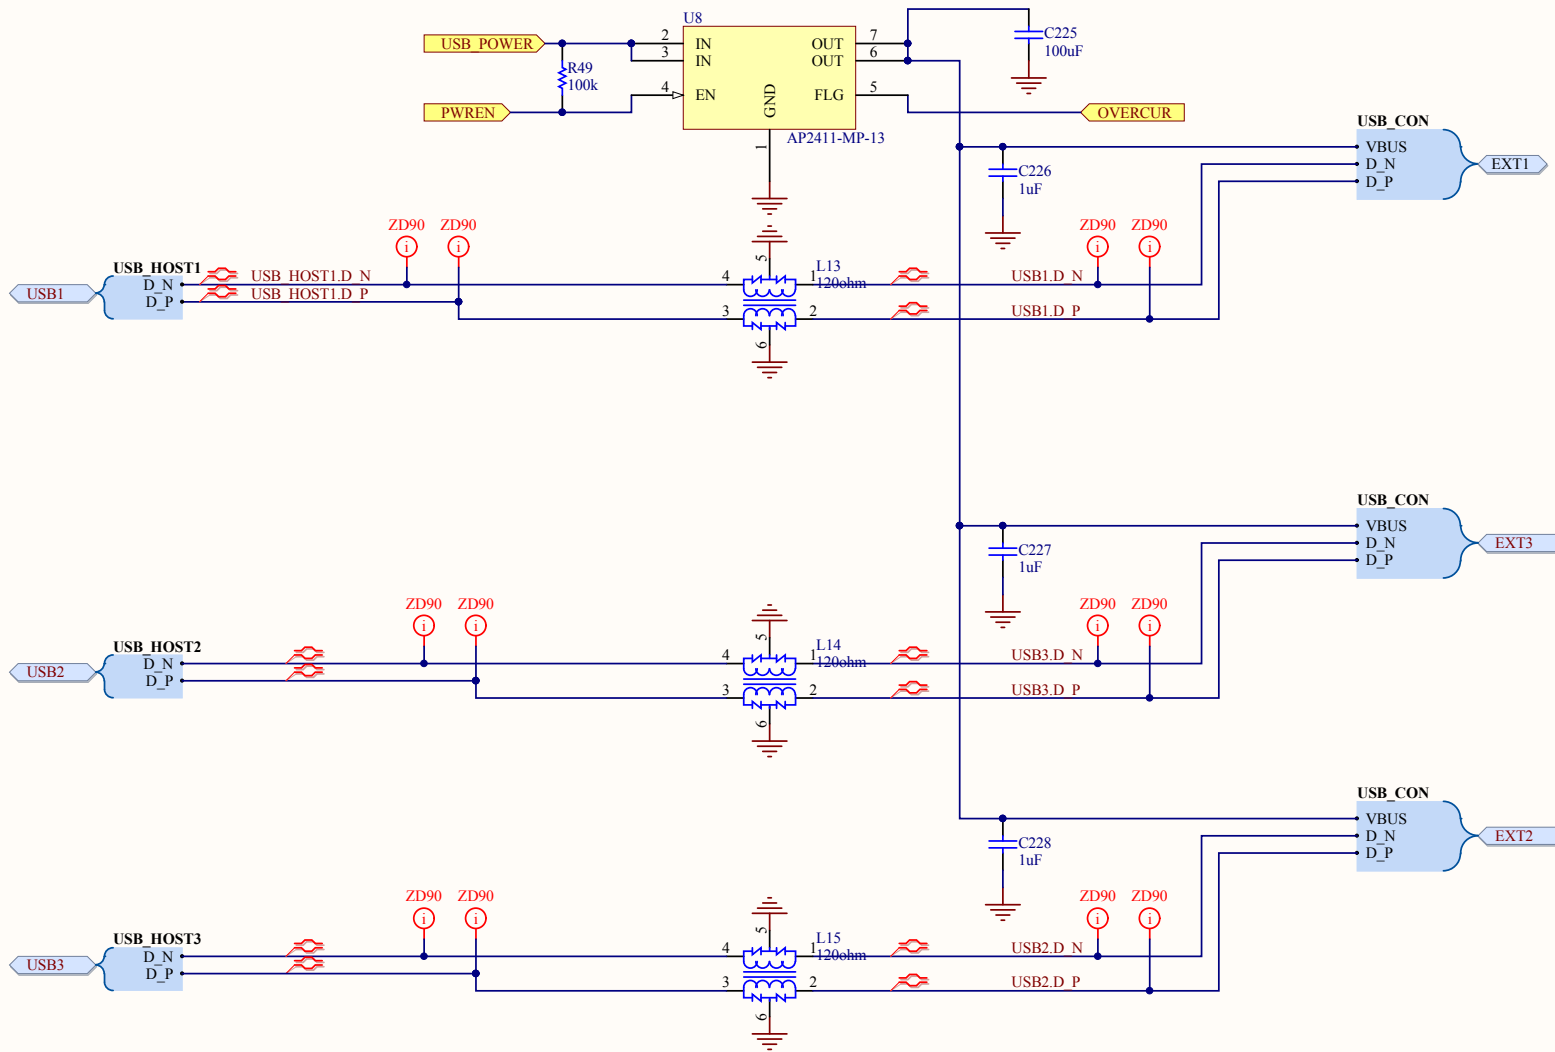 U8
USB_POWER
R49
100k
PWREN
2
IN
3
IN
4
EN
GND
1
OUT
7
OUT
6
FLG
5
AP2411-MP-13
C225
100uF
OVERCUR
USB_CON
VBUS
D_N
D_P
EXT1
C226
1uF
ZD90
i
ZD90
i
ZD90
i
ZD90
i
USB1
USB_HOST1
D_N
D_P
USB_HOST1.D_N
USB_HOST1.D_P
5
L13
120ohm
4
1
3
2
6
USB1.D_N
USB1.D_P
USB_CON
VBUS
D_N
D_P
EXT3
C227
1uF
ZD90
i
ZD90
i
ZD90
i
ZD90
i
USB2
USB_HOST2
D_N
D_P
5
L14
120ohm
4
1
3
2
6
USB3.D_N
USB3.D_P
USB_CON
VBUS
D_N
D_P
EXT2
C228
1uF
ZD90
i
ZD90
i
ZD90
i
ZD90
i
USB3
USB_HOST3
D_N
D_P
5
L15
120ohm
4
1
3
2
6
USB2.D_N
USB2.D_P